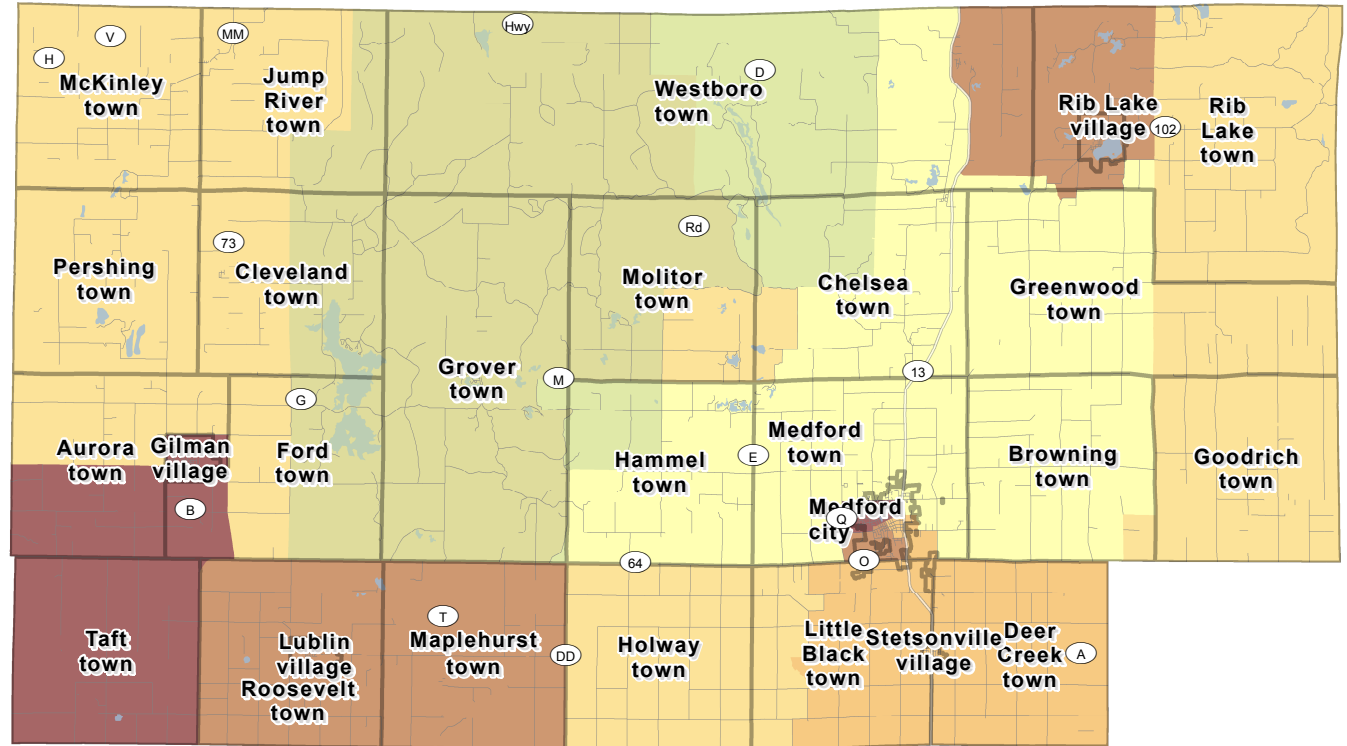 Hwy
V
MM
H
D
McKinley
town
Jump
River
town
Westboro
town
Rib Lake
village
102
Rib
Lake
town
73
Rd
Pershing
town
Cleveland
town
Molitor
town
Chelsea
town
Greenwood
town
Grover
town
M
13
G
Aurora
town
Gilman
village
Ford
town
B
Hammel
town
E
Medford
town
Browning
town
Goodrich
town
Medford
city
Q
O
64
Taft
town
Lublin
village
Roosevelt
town
T
Maplehurst
town
DD
Holway
town
Little
Black
town
Stetsonville
village
Deer
Creek
town
A